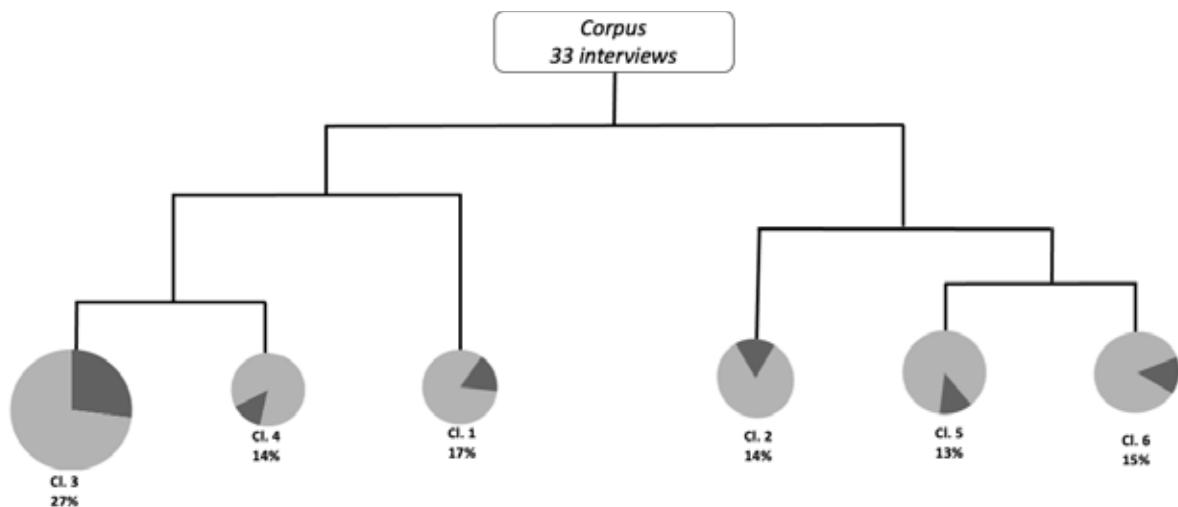 Corpus
33 interviews
Cl. 3
27%
Cl. 4
14%
Cl. 1
17%
Cl. 2
14%
Cl. 5
13%
Cl. 6
15%